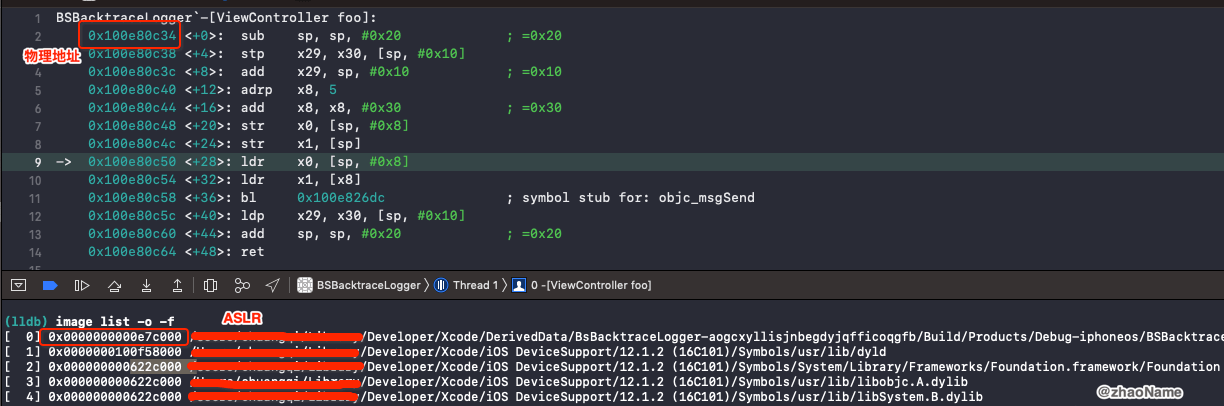 1 BSBacktraceLogger`-[ViewController foo]:
2 0x100e80c34 <+0>: sub sp, sp, #0x20 ; =0x20
物理地址
0x100e80c38 <+4>: stp x29, x30, [sp, #0x10]
4 0x100e80c3c <+8>: add x29, sp, #0x10 ; =0x10
5 0x100e80c40 <+12>: adrp x8, 5
6 0x100e80c44 <+16>: add x8, x8, #0x30 ; =0x30
7 0x100e80c48 <+20>: str x0, [sp, #0x8]
8 0x100e80c4c <+24>: str x1, [sp]
9 -> 0x100e80c50 <+28>: ldr x0, [sp, #0x8]
10 0x100e80c54 <+32>: ldr x1, [x8]
11 0x100e80c58 <+36>: bl 0x100e826dc ; symbol stub for: objc_msgSend
12 0x100e80c5c <+40>: ldp x29, x30, [sp, #0x10]
13 0x100e80c60 <+44>: add sp, sp, #0x20 ; =0x20
14 0x100e80c64 <+48>: ret
BSBacktraceLogger 〉 Thread 1 〉 0 -[ViewController foo]
ASLR
(lldb) image list -o -f
[ 0] 0x0000000000e7c000 /Developer/Xcode/DerivedData/BSBacktraceLogger-aogcxyllisjnbegdyjqfficoqgfb/Build/Products/Debug-iphoneos/BSBacktrace
[ 1] 0x0000000100f58000 /Developer/Xcode/iOS DeviceSupport/12.1.2 (16C101)/Symbols/usr/lib/dyld
[ 2] 0x000000000622c000 /Developer/Xcode/iOS DeviceSupport/12.1.2 (16C101)/Symbols/System/Library/Frameworks/Foundation.framework/Foundation
[ 3] 0x000000000622c000 /Developer/Xcode/iOS DeviceSupport/12.1.2 (16C101)/Symbols/usr/lib/libobjc.A.dylib
[ 4] 0x000000000622c000 /Developer/Xcode/iOS DeviceSupport/12.1.2 (16C101)/Symbols/usr/lib/libSystem.B.dylib
@zhaoName